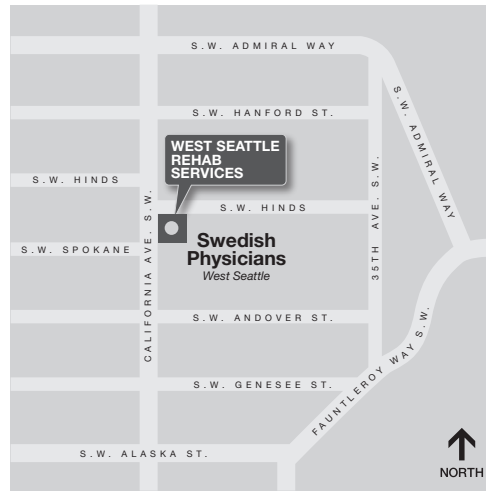 S.W. ADMIRAL WAY
S.W. HANFORD ST.
S.W. ADMIRAL WAY
WEST SEATTLE
REHAB
SERVICES
S.W. HINDS
S.W. HINDS
CALIFORNIA AVE. S.W.
35TH AVE. S.W.
Swedish
Physicians
West Seattle
S.W. SPOKANE
S.W. ANDOVER ST.
FAUNTLEROY WAY S.W.
S.W. GENESEE ST.
S.W. ALASKA ST.
NORTH